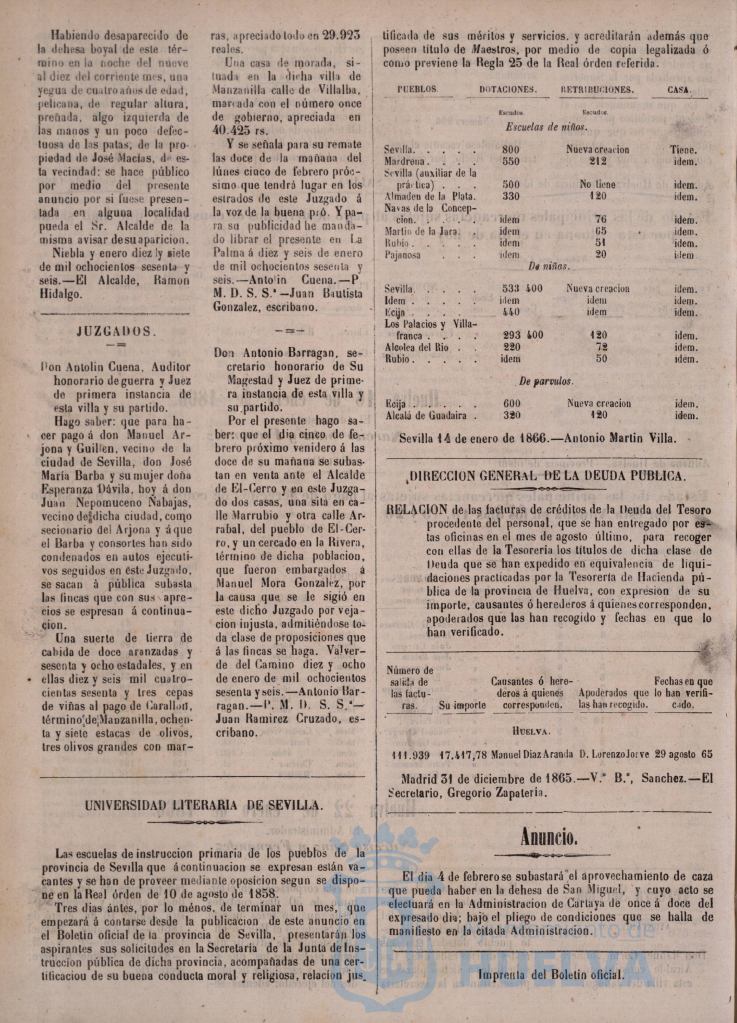 Habiendo desaparecido de
la dehesa boyal de este tér-
mino en la noche del nueve
al diez del corriente mes, una
yegua de cuatro años de edad,
pelicana, de regular altura,
preñada, algo izquierda de
las manos y un poco defec-
tuosa de las patas, de la pro-
piedad de José Macías, de es-
ta vecindad: se hace público
por medio del presente
anuncio por si fuese presen-
tada en alguna localidad
pueda el Sr. Alcalde de la
misma avisar de su aparicion.
Niebla y enero diez y siete
de mil ochocientos sesenta y
seis.—El Alcalde, Ramon
Hidalgo.
JUZGADOS.
Don Antolin Cuena, Auditor
honorario de guerra y Juez
de primera instancia de
esta villa y su partido.
Hago saber: que para ha-
cer pago á don Manuel Ar-
jona y Guillen, vecino de la
ciudad de Sevilla, don José
María Barba y su mujer doña
Esperanza Dávila, hoy á don
Juan Nepomuceno Nabajas,
vecino de dicha ciudad, como
secionario del Arjona y á que
el Barba y consortes han sido
condenados en autos ejecuti-
vos seguidos en este Juzgado,
se sacan á pública subasta
las fincas que con sus apre-
cios se espresan á continua-
cion.
Una suerte de tierra de
cabida de doce aranzadas y
sesenta y ocho estadales, y en
ellas diez y seis mil cuatro-
cientas sesenta y tres cepas
de viñas al pago de Carallon,
término de Manzanilla, ochen-
ta y siete estacas de olivos,
tres olivos grandes con mar-
ras, apreciado todo en 29.923
reales.
Una casa de morada, si-
tuada en la dicha villa de
Manzanilla calle de Villalba,
marcada con el número once
de gobierno, apreciada en
40.425 rs.
Y se señala para su remate
las doce de la mañana del
lúnes cinco de febrero próc-
simo que tendrá lugar en los
estrados de este Juzgado á
la voz de la buena pró. Y pa-
ra su publicidad he manda-
do librar el presente en La
Palma á diez y seis de enero
de mil ochocientos sesenta y
seis.—Antolin Cuena.—P.
M. D. S. S.ª—Juan Bautista
Gonzalez, escribano.
—=—
Don Antonio Barragan, se-
cretario honorario de Su
Magestad y Juez de prime-
ra instancia de esta villa y
su partido.
Por el presente hago sa-
ber: que el dia cinco de fe-
brero próximo venidero á las
doce de su mañana se subas-
tan en venta ante el Alcalde
de El-Cerro y en este Juzga-
do dos casas, una sita en ca-
lle Marrubio y otra calle Ar-
rabal, del pueblo de El-Cer-
ro, y un cercado en la Rivera,
término de dicha poblacion,
que fueron embargados á
Manuel Mora Gonzalez, por
la causa que se le sigió en
este dicho Juzgado por veja-
cion injusta, admitiéndose to-
da clase de proposiciones que
á las fincas se haga. Valver-
de del Camino diez y ocho
de enero de mil ochocientos
sesenta y seis.—Antonio Bar-
ragan.—P. M. D. S. S.ª—
Juan Ramirez Cruzado, es-
cribano.
UNIVERSIDAD LITERARIA DE SEVILLA.
Las escuelas de instruccion primaria de los pueblos de la
provincia de Sevilla que á continuacion se expresan están va-
cantes y se han de proveer mediante oposicion segun se dispo-
ne en la Real órden de 10 de agosto de 1858.
Tres dias ántes, por lo ménos, de terminar un mes, que
empezará á contarse desde la publicacion de este anuncio en
el Boletin oficial de la provincia de Sevilla, presentarán los
aspirantes sus solicitudes en la Secretaría de la Junta de Ins-
truccion pública de dicha provincia, acompañadas de una cer-
tificaciou de su buena conducta moral y religiosa, relacion jus-
tificada de sus méritos y servicios, y acreditarán además que
poseen título de Maestros, por medio de copia legalizada ó
como previene la Regla 25 de la Real órden referida.
PUEBLOS. DOTACIONES. RETRIBUCIONES. CASA.
Escudos. Escudos.
Escuelas de niños.
Sevilla. . . . . 800 Nueva creacion Tiene.
Mardrona. . . . 550 212 idem.
Sevilla (auxiliar de la
práctica) . . . 500 No tiene idem.
Almaden de la Plata. 330 120 idem.
Navas de la Concep-
cion. . . . . idem 76 idem.
Martin de la Jara. . idem 65 idem.
Rubio. . . . . idem 51 idem.
Pajanosa . . . idem 20 idem
De niñas.
Sevilla. . . . . 533 400 Nueva creacion idem.
Idem . . . . . idem idem idem.
Ecija . . . . . 440 idem idem.
Los Palacios y Villa-
franca . . . . 293 400 120 idem.
Alcolea del Rio . . 220 72 idem.
Rubio. . . . . idem 50 idem.
De parvulos.
Ecija . . . . . 600 Nueva creacion idem.
Alcalá de Guadaira . 320 120 idem.
Sevilla 14 de enero de 1866.—Antonio Martin Villa.
DIRECCION GENERAL DE LA DEUDA PUBLICA.
RELACION de las facturas de créditos de la Deuda del Tesoro
procedente del personal, que se han entregado por es-
tas oficinas en el mes de agosto último, para recoger
con ellas de la Tesorería los títulos de dicha clase de
Deuda que se han expedido en equivalencia de liqui-
daciones practicadas por la Tesorería de Hacienda pú-
blica de la provincia de Huelva, con expresion de su
importe, causantes ó herederos á quienes corresponden,
apoderados que las han recogido y fechas en que lo
han verificado.
Número de
salida de
las factu-
ras. Su importe Causantes ó here-
deros á quienes
corresponden. Apoderados que
las han recogido. Fechas en que
lo han verifi-
cado.
HUELVA.
111.939 17.417,78 Manuel Diaz Aranda D. Lorenzo Jorve 29 agosto 65
Madrid 31 de diciembre de 1865.—V.º B.º, Sanchez.—El
Secretario, Gregorio Zapateria.
Anuncio.
El dia 4 de febrero se subastará el aprovechamiento de caza
que pueda haber en la dehesa de San Miguel, y cuyo acto se
efectuará en la Administracion de Cartaya de once á doce del
expresado dia; bajo el pliego de condiciones que se halla de
manifiesto en la citada Administracion.
Imprenta del Boletin oficial.
HUELVA